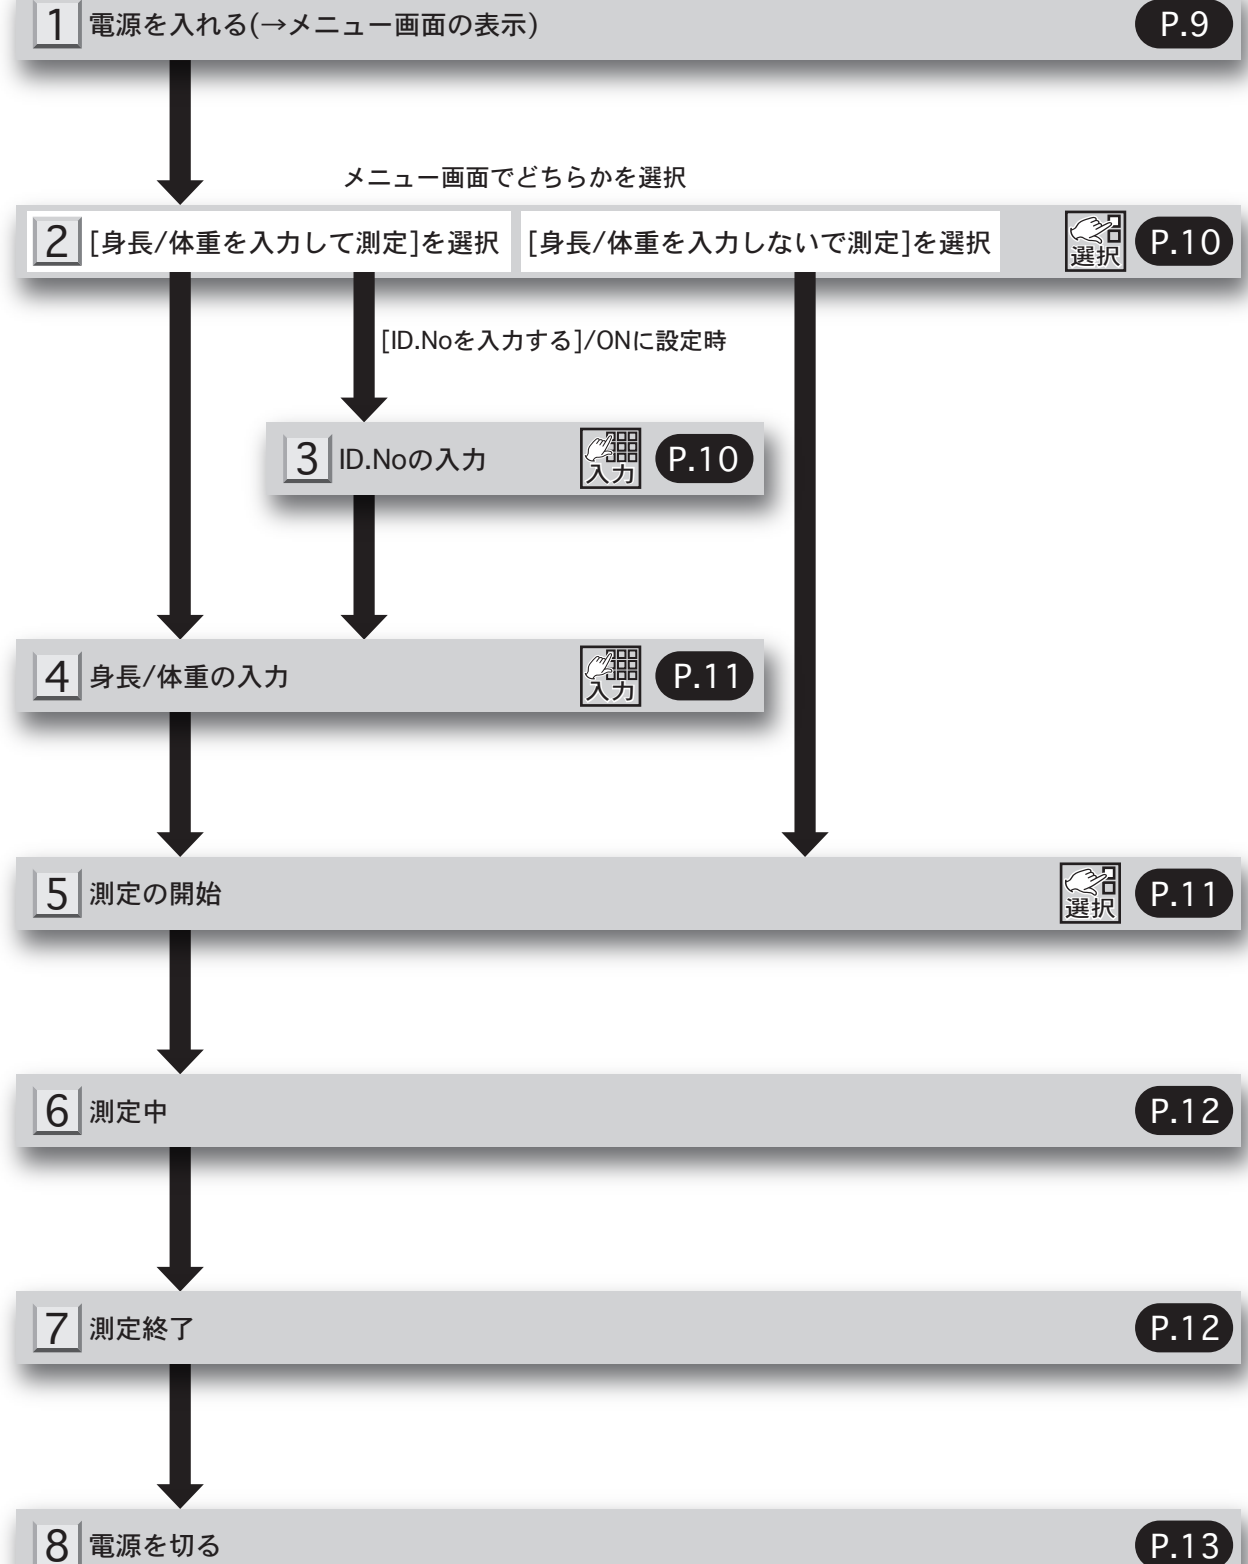 1 電源を入れる(→メニュー画面の表示) P.9
メニュー画面でどちらかを選択
2 [身長/体重を入力して測定]を選択 [身長/体重を入力しないで測定]を選択 選択 P.10
[ID.Noを入力する]/ONに設定時
3 ID.Noの入力 入力 P.10
4 身長/体重の入力 入力 P.11
5 測定の開始 選択 P.11
6 測定中 P.12
7 測定終了 P.12
8 電源を切る P.13